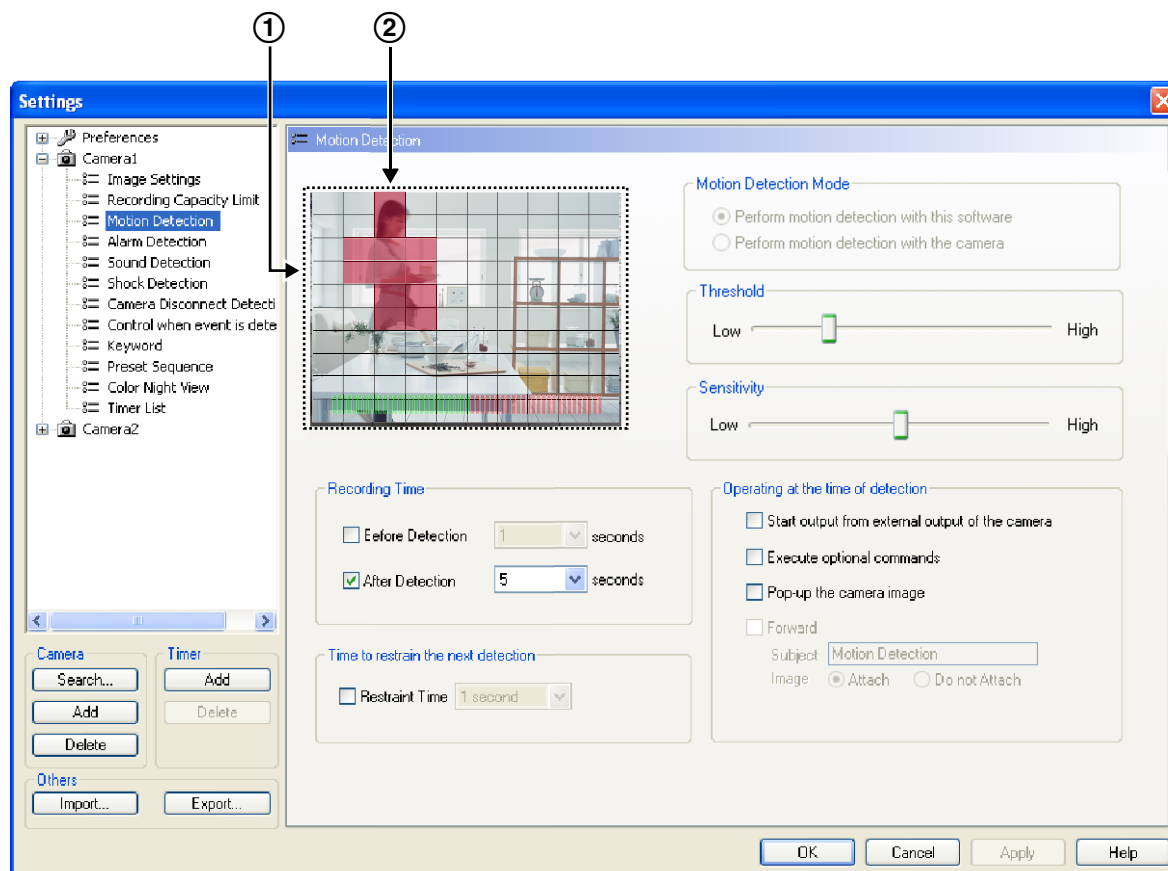 ① ②
Settings
Preferences
Camera1
Image Settings
Recording Capacity Limit
Motion Detection
Alarm Detection
Sound Detection
Shock Detection
Camera Disconnect Detecti
Control when event is dete
Keyword
Preset Sequence
Color Night View
Timer List
Camera2
Camera
Search...
Add
Delete
Timer
Add
Delete
Others
Import... Export...
Motion Detection
Motion Detection Mode
Perform motion detection with this software
Perform motion detection with the camera
Threshold
Low High
Sensitivity
Low High
Recording Time
Eefore Detection 1 seconds
After Detection 5 seconds
Time to restrain the next detection
Restraint Time 1 second
Operating at the time of detection
Start output from external output of the camera
Execute optional commands
Pop-up the camera image
Forward
Subject Motion Detection
Image Attach Do not Attach
OK Cancel Apply Help